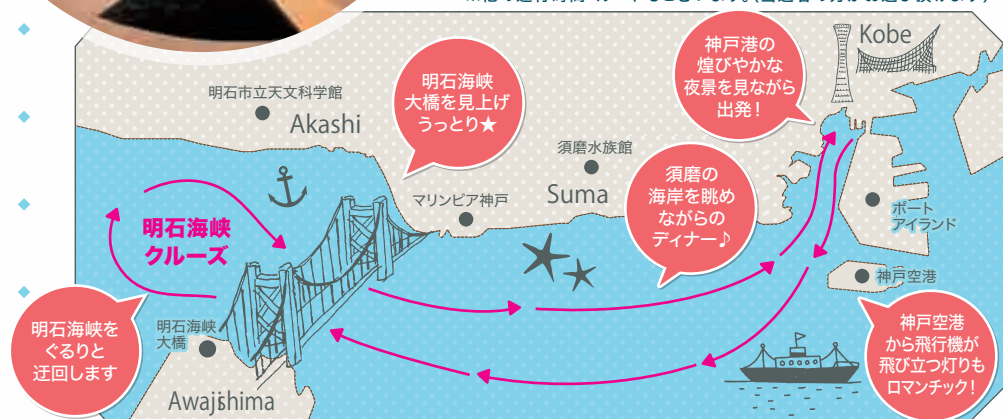 Kobe
神戸港の
煌びやかな
夜景を見ながら
出発！
明石海峡
大橋を見上げ
うっとり★
明石市立天文科学館
Akashi
須磨水族館
Suma
マリンピア神戸
須磨の
海岸を眺め
ながらの
ディナー♪
ポート
アイランド
明石海峡
クルーズ
神戸空港
明石海峡を
ぐるりと
迂回します
明石海峡
大橋
Awajishima
神戸空港
から飛行機が
飛び立つ灯りも
ロマンチック！